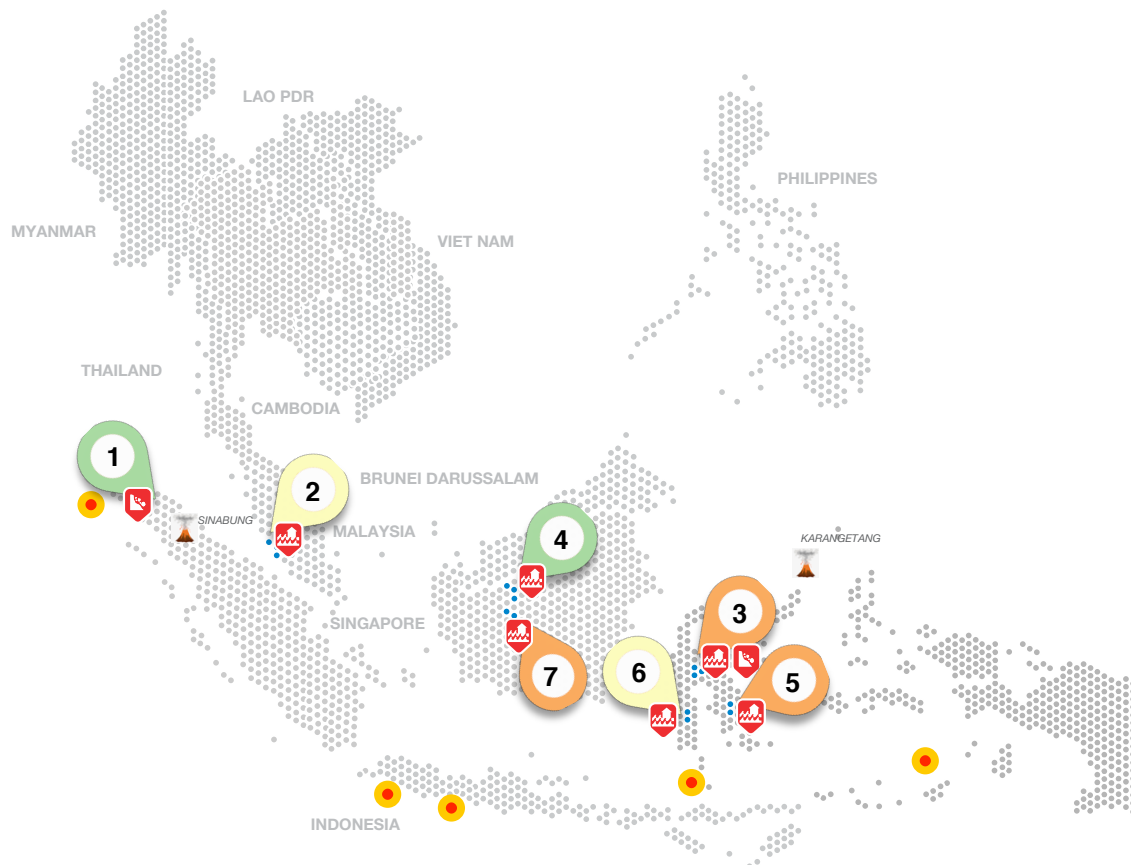 LAO PDR
PHILIPPINES
MYANMAR
VIET NAM
THAILAND
CAMBODIA
1
BRUNEI DARUSSALAM
2
SINABUNG
MALAYSIA
4
KARANGETANG
3
SINGAPORE
6
7
5
INDONESIA